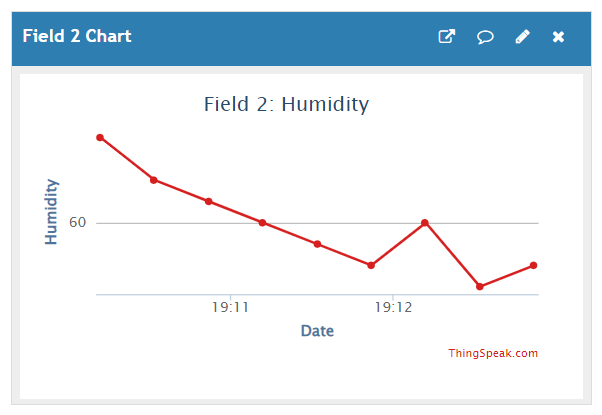 Field 2 Chart
Field 2: Humidity
Humidity
60
19:11 19:12
Date
ThingSpeak.com